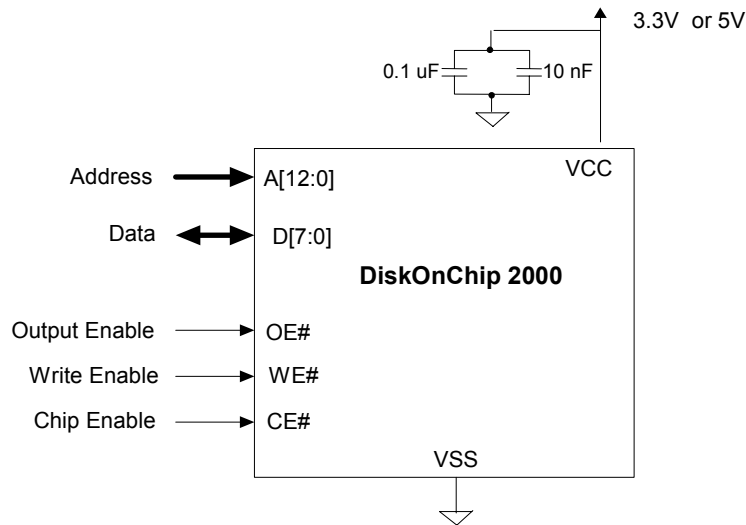 3.3V or 5V
0.1 uF
10 nF
VCC
Address
A[12:0]
Data
D[7:0]
DiskOnChip 2000
Output Enable
OE#
Write Enable
WE#
Chip Enable
CE#
VSS